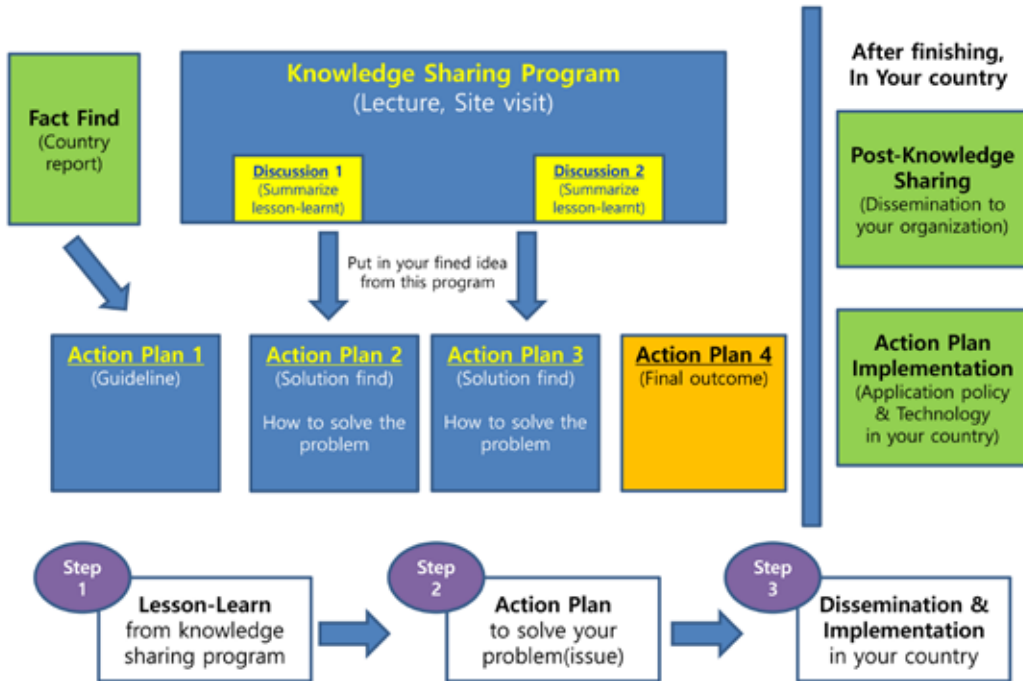 Fact Find
(Country
report)
Knowledge Sharing Program
(Lecture, Site visit)
Discussion 1
(Summarize
lesson-learnt)
Discussion 2
(Summarize
lesson-learnt)
Put in your fined idea
from this program
Action Plan 1
(Guideline)
Action Plan 2
(Solution find)
How to solve the
problem
Action Plan 3
(Solution find)
How to solve the
problem
Action Plan 4
(Final outcome)
After finishing,
In Your country
Post-Knowledge
Sharing
(Dissemination to
your organization)
Action Plan
Implementation
(Application policy
& Technology
in your country)
Step
1
Lesson-Learn
from knowledge
sharing program
Step
2
Action Plan
to solve your
problem(issue)
Step
3
Dissemination &
Implementation
in your country